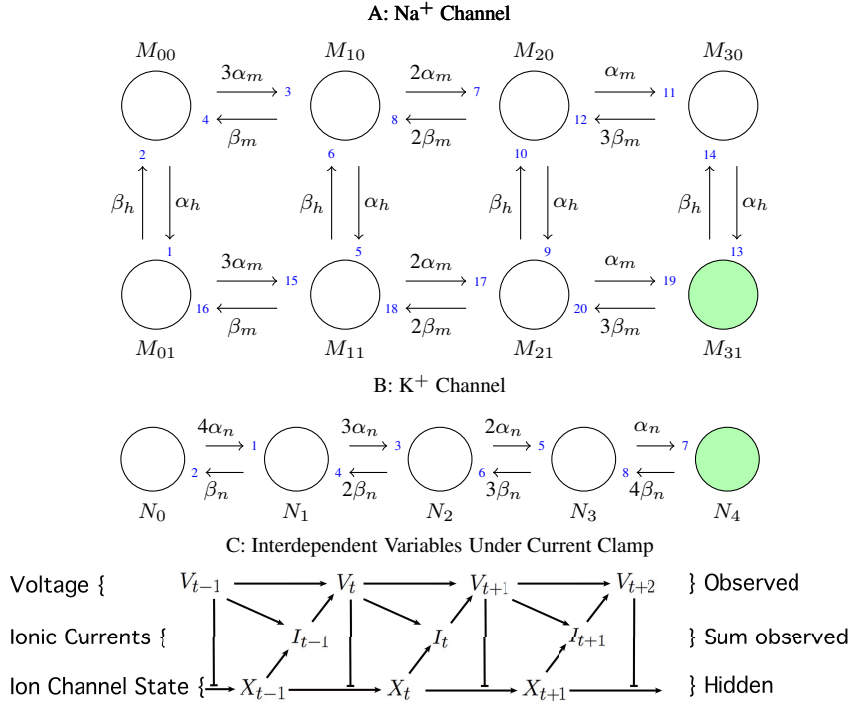 A: Na+ Channel
M00 M10 M20 M30
3αm 3 2αm 7 αm 11
4 βm 8 2βm 12 3βm
2 6 10 14
βh αh βh αh βh αh βh αh
1 5 9 13
3αm 15 2αm 17 αm 19
16 βm 18 2βm 20 3βm
M01 M11 M21 M31
B: K+ Channel
4αn 1 3αn 3 2αn 5 αn 7
2 βn 4 2βn 6 3βn 8 4βn
N0 N1 N2 N3 N4
C: Interdependent Variables Under Current Clamp
Voltage { Vt−1 Vt Vt+1 Vt+2 } Observed
Ionic Currents { It−1 It It+1 } Sum observed
Ion Channel State { Xt−1 Xt Xt+1 } Hidden